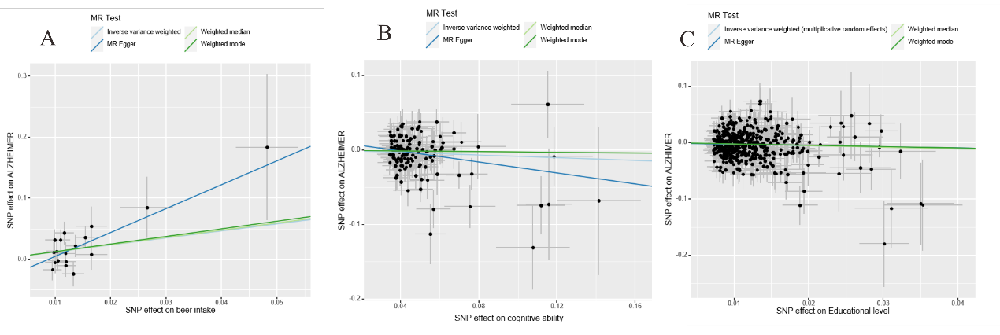 A
MR Test
Inverse variance weighted
Weighted median
MR Egger
Weighted mode
0.3
0.2
0.1
0.0
SNP effect on ALZHEIMER
0.01
0.02
0.03
0.04
0.05
SNP effect on beer intake
B
MR Test
Inverse variance weighted
Weighted median
MR Egger
Weighted mode
0.1
0.0
-0.1
-0.2
SNP effect on ALZHEIMER
0.04
0.08
0.12
0.16
SNP effect on cognitive ability
C
MR Test
Inverse variance weighted (multiplicative random effects)
Weighted median
MR Egger
Weighted mode
0.1
0.0
-0.1
-0.2
SNP effect on ALZHIMER
0.01
0.02
0.03
0.04
SNP effect on Educational level